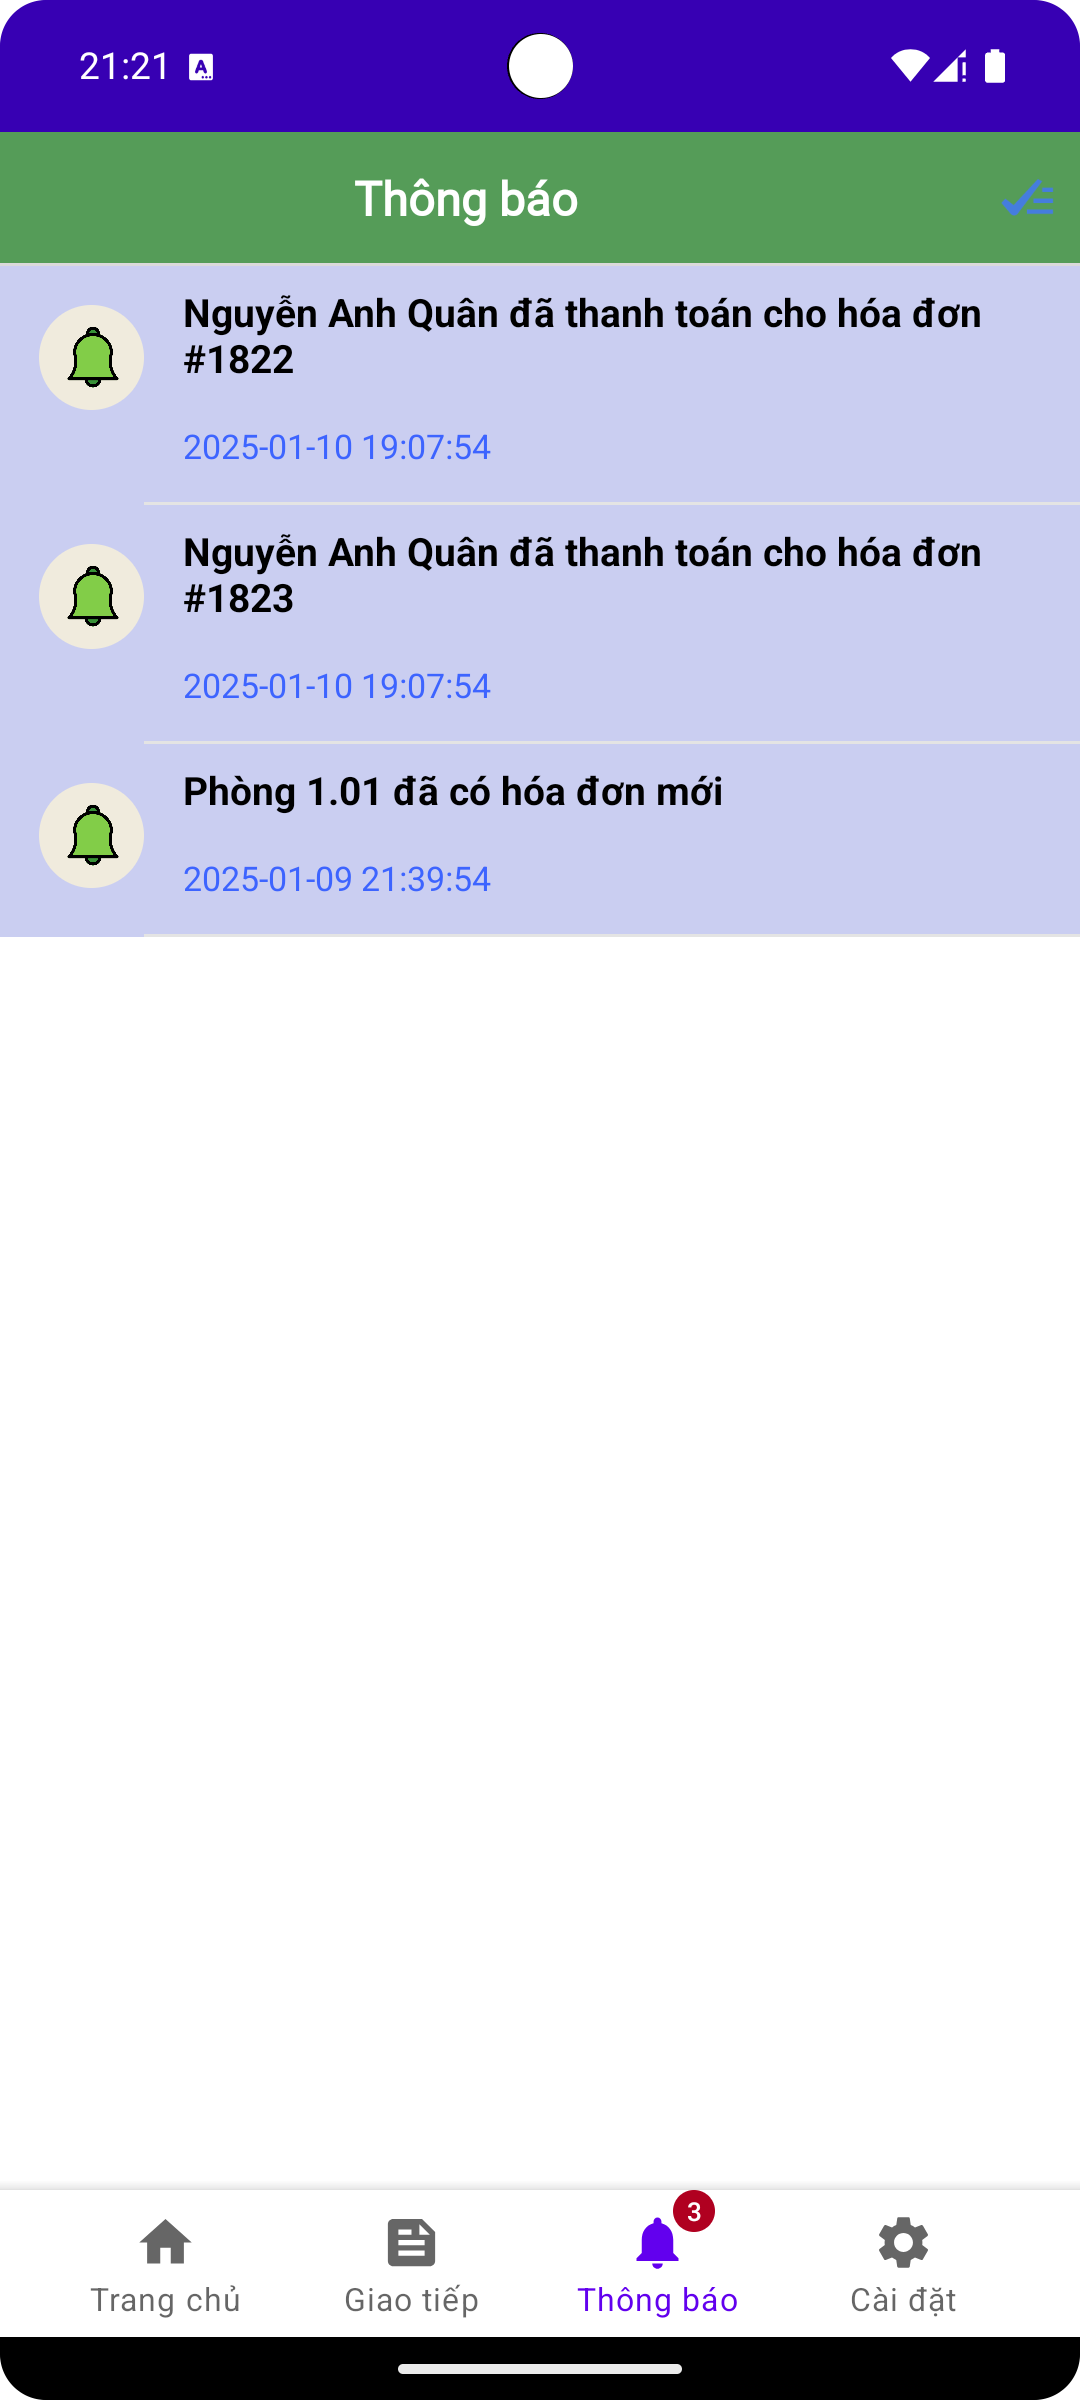 21:21
Thông báo
Nguyễn Anh Quân đã thanh toán cho hóa đơn
#1822
2025-01-10 19:07:54
Nguyễn Anh Quân đã thanh toán cho hóa đơn
#1823
2025-01-10 19:07:54
Phòng 1.01 đã có hóa đơn mới
2025-01-09 21:39:54
3
Trang chủ
Giao tiếp
Thông báo
Cài đặt